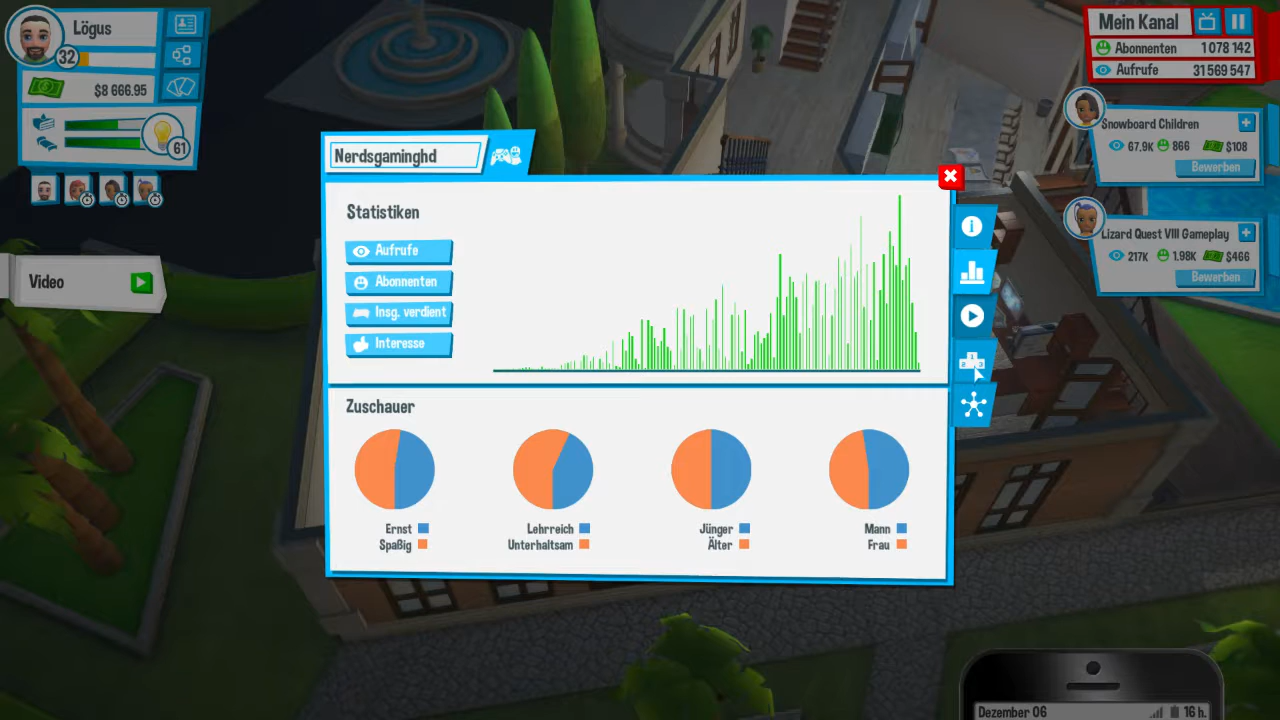 Lögus
32
$8 666.95
61
Video
Nerdsgaminghd
Statistiken
Aufrufe
Abonnenten
Insg. verdient
Interesse
Zuschauer
Ernst
Spaßig
Lehrreich
Unterhaltsam
Jünger
Älter
Mann
Frau
Mein Kanal
Abonnenten 1 078 142
Aufrufe 31 569 547
Snowboard Children
67.9K 866 $108
Bewerben
Lizard Quest VIII Gameplay
217K 1.98K $466
Bewerben
Dezember 06 16 h.